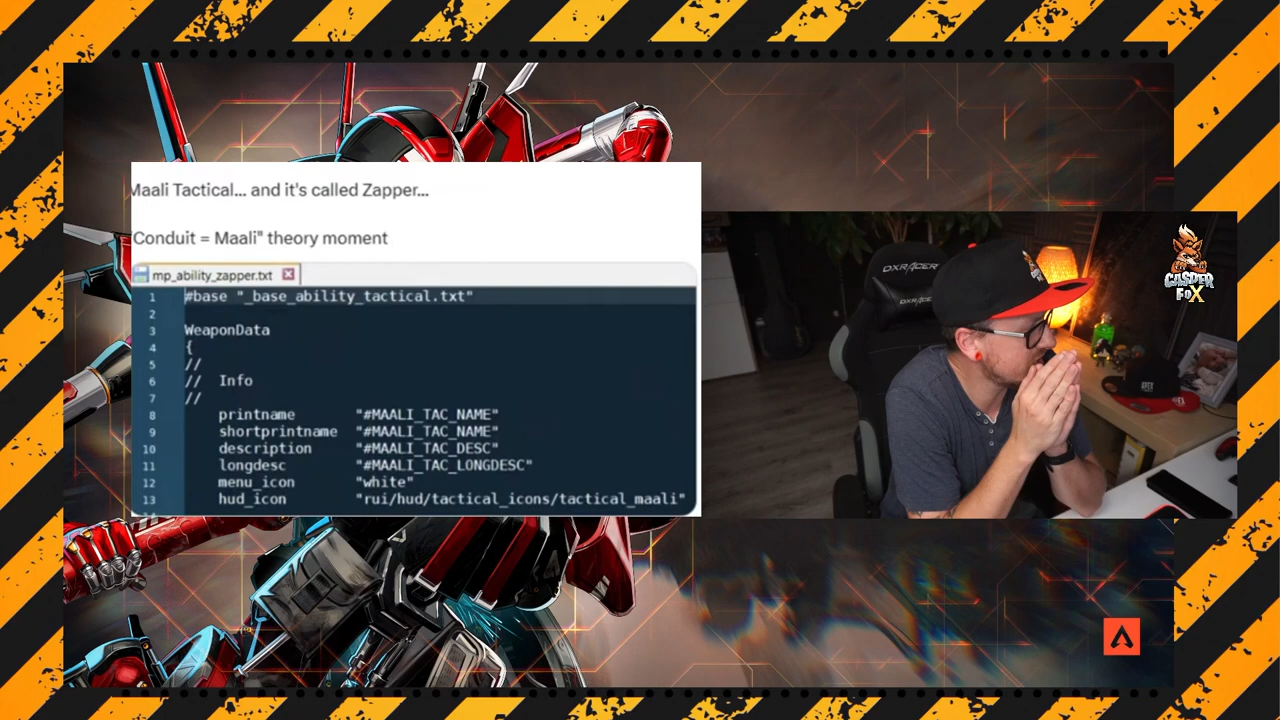 Maali Tactical... and it's called Zapper...
Conduit = Maali" theory moment
mp_ability_zapper.txt
1 #base "_base_ability_tactical.txt"
2
3 WeaponData
4 {
5 //
6 // Info
7 //
8 printname "#MAALI_TAC_NAME"
9 shortprintname "#MAALI_TAC_NAME"
10 description "#MAALI_TAC_DESC"
11 longdesc "#MAALI_TAC_LONGDESC"
12 menu_icon "white"
13 hud_icon "rui/hud/tactical_icons/tactical_maali"
DXRACER
DXRACER
CASPER
FOX